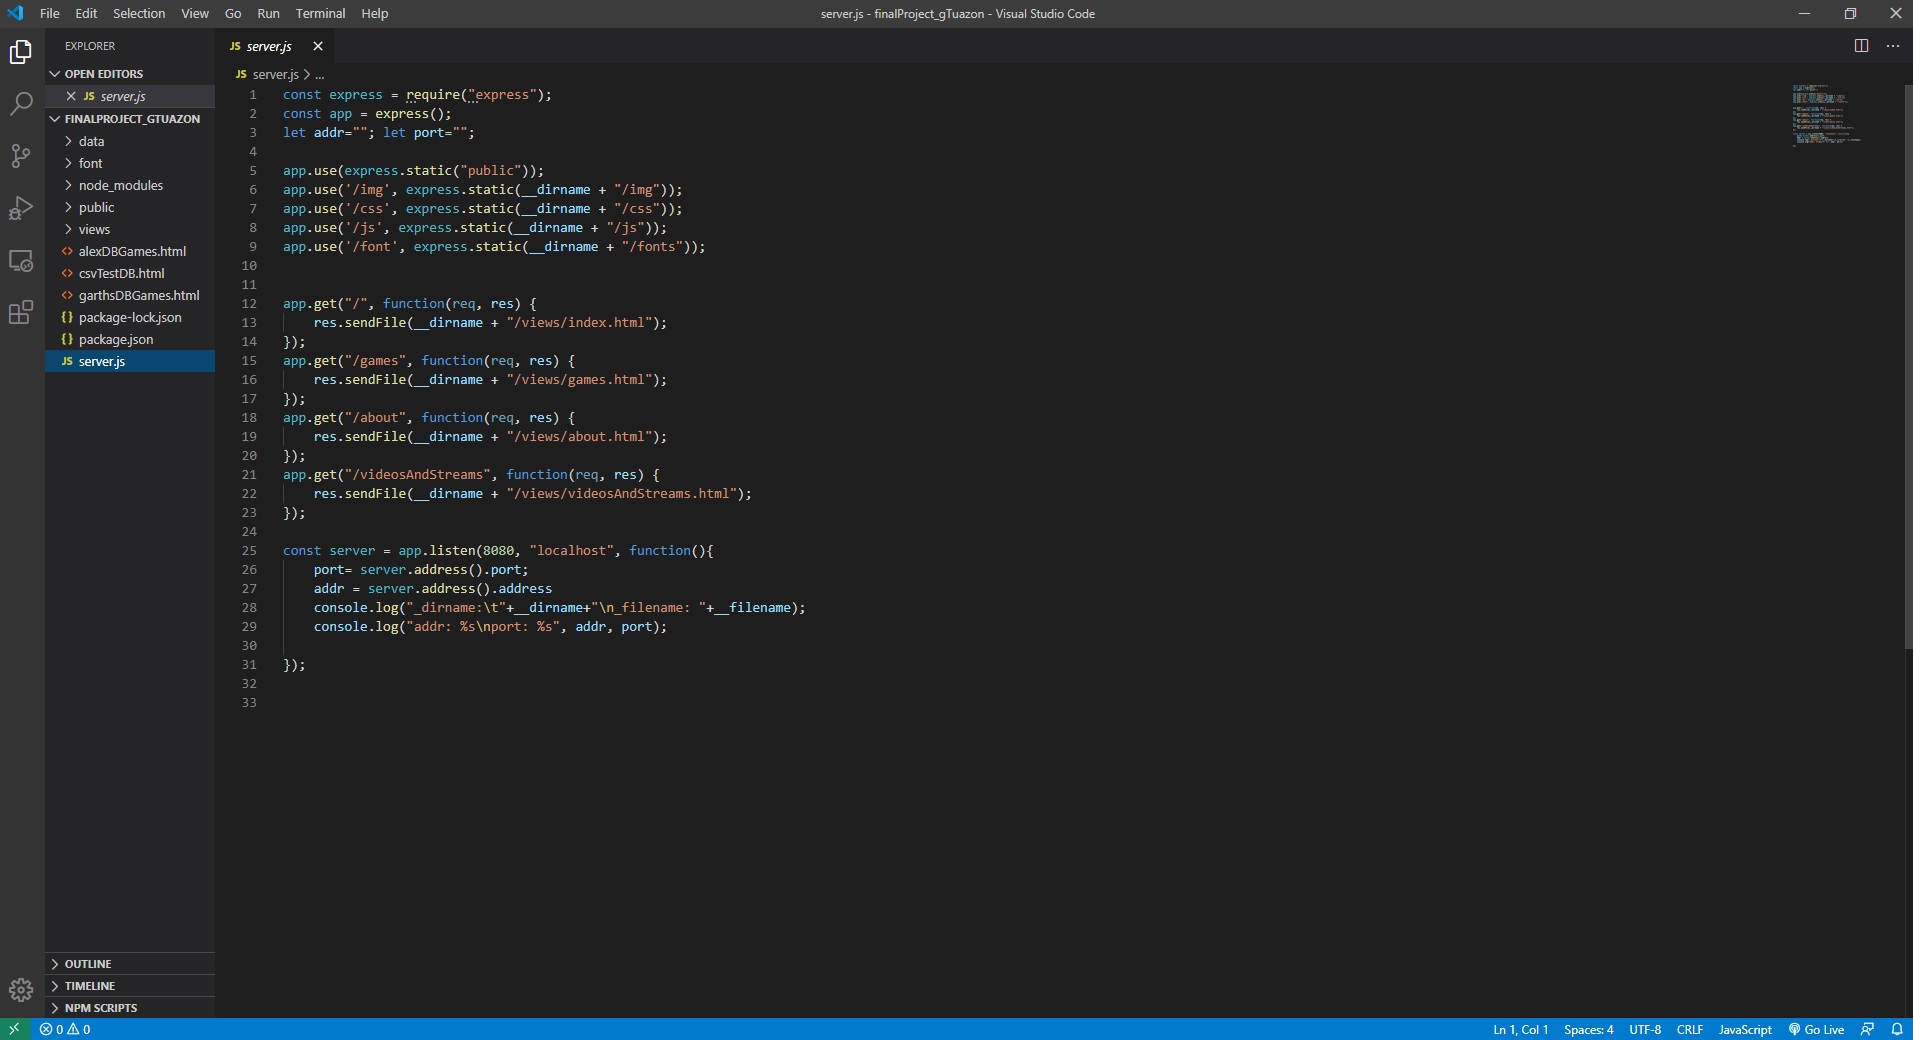 File Edit Selection View Go Run Terminal Help
server.js - finalProject_gTuazon - Visual Studio Code
EXPLORER
OPEN EDITORS
JS server.js
FINALPROJECT_GTUAZON
data
font
node_modules
public
views
<> alexDBGames.html
<> csvTestDB.html
<> garthsDBGames.html
{} package-lock.json
{} package.json
JS server.js
OUTLINE
TIMELINE
NPM SCRIPTS
JS server.js
JS server.js > ...
1 const express = require("express");
2 const app = express();
3 let addr=""; let port="";
4
5 app.use(express.static("public"));
6 app.use('/img', express.static(__dirname + "/img"));
7 app.use('/css', express.static(__dirname + "/css"));
8 app.use('/js', express.static(__dirname + "/js"));
9 app.use('/font', express.static(__dirname + "/fonts"));
10
11
12 app.get("/", function(req, res) {
13     res.sendFile(__dirname + "/views/index.html");
14 });
15 app.get("/games", function(req, res) {
16     res.sendFile(__dirname + "/views/games.html");
17 });
18 app.get("/about", function(req, res) {
19     res.sendFile(__dirname + "/views/about.html");
20 });
21 app.get("/videosAndStreams", function(req, res) {
22     res.sendFile(__dirname + "/views/videosAndStreams.html");
23 });
24
25 const server = app.listen(8080, "localhost", function(){
26     port= server.address().port;
27     addr = server.address().address
28     console.log("_dirname:\t"+__dirname+"\n_filename: "+__filename);
29     console.log("addr: %s\nport: %s", addr, port);
30
31 });
32
33
0 0
Ln 1, Col 1 Spaces: 4 UTF-8 CRLF JavaScript Go Live